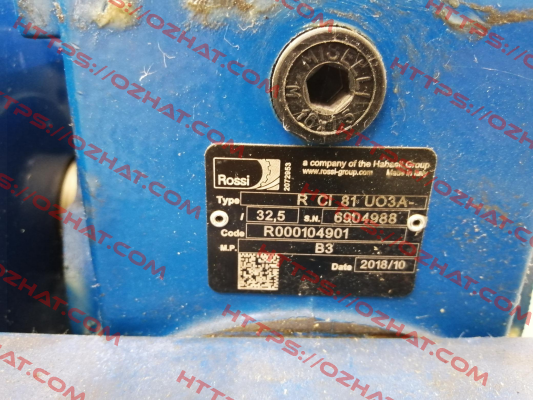 Rossi
2072953
a company of the Habasit Group
www.rossi-group.com Made in Italy
Type R CI 81 UO3A-
/ 32,5 S.N. 6904988
Code R000104901
M.P. B3
Date 2018/10
HTTPS://OZHAT.COM